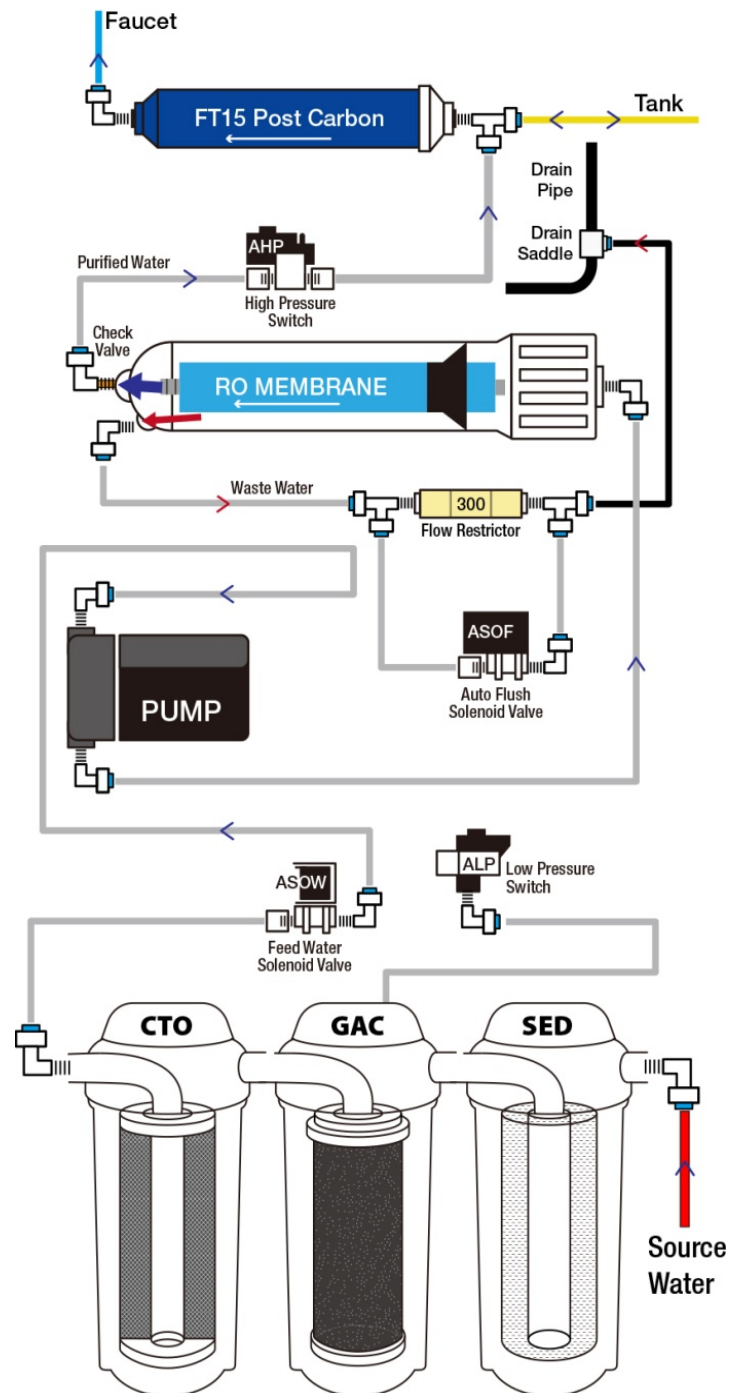 Faucet
FT15 Post Carbon
Tank
Drain
Pipe
Drain
Saddle
AHP
Purified Water
High Pressure
Switch
Check
Valve
RO MEMBRANE
Waste Water
300
Flow Restrictor
ASOF
Auto Flush
Solenoid Valve
PUMP
ASOW
ALP
Low Pressure
Switch
Feed Water
Solenoid Valve
CTO
GAC
SED
Source
Water